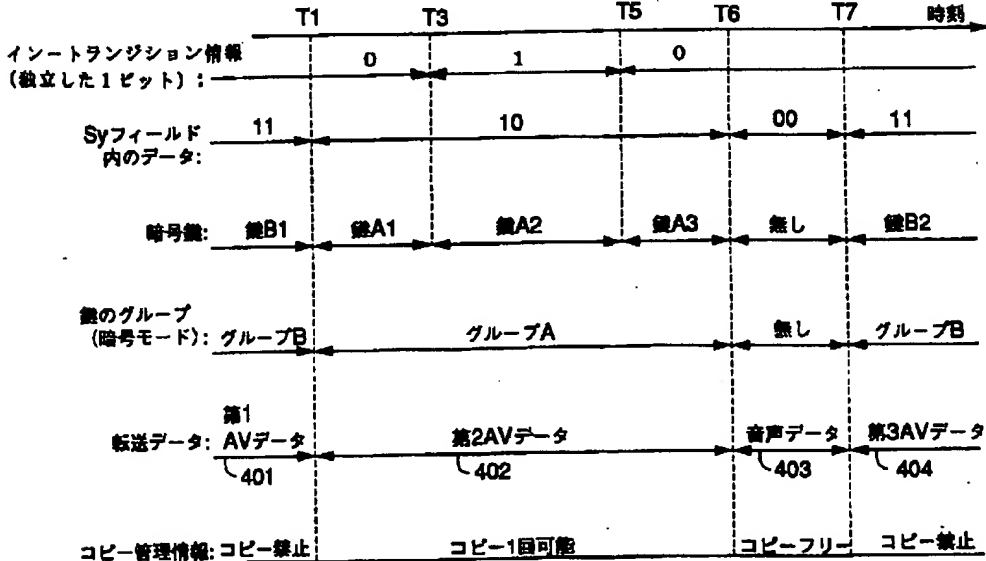 T1 T3 T5 T6 T7 時刻
イントランジション情報
(独立した1ビット):
0 1 0
Syフィールド
内のデータ:
11 10 00 11
暗号鍵: 鍵B1 鍵A1 鍵A2 鍵A3 無し 鍵B2
鍵のグループ
(暗号モード): グループB グループA 無し グループB
転送データ: 第1
AVデータ 第2AVデータ 音声データ 第3AVデータ
401 402 403 404
コピー管理情報: コピー禁止 コピー1回可能 コピーフリー コピー禁止